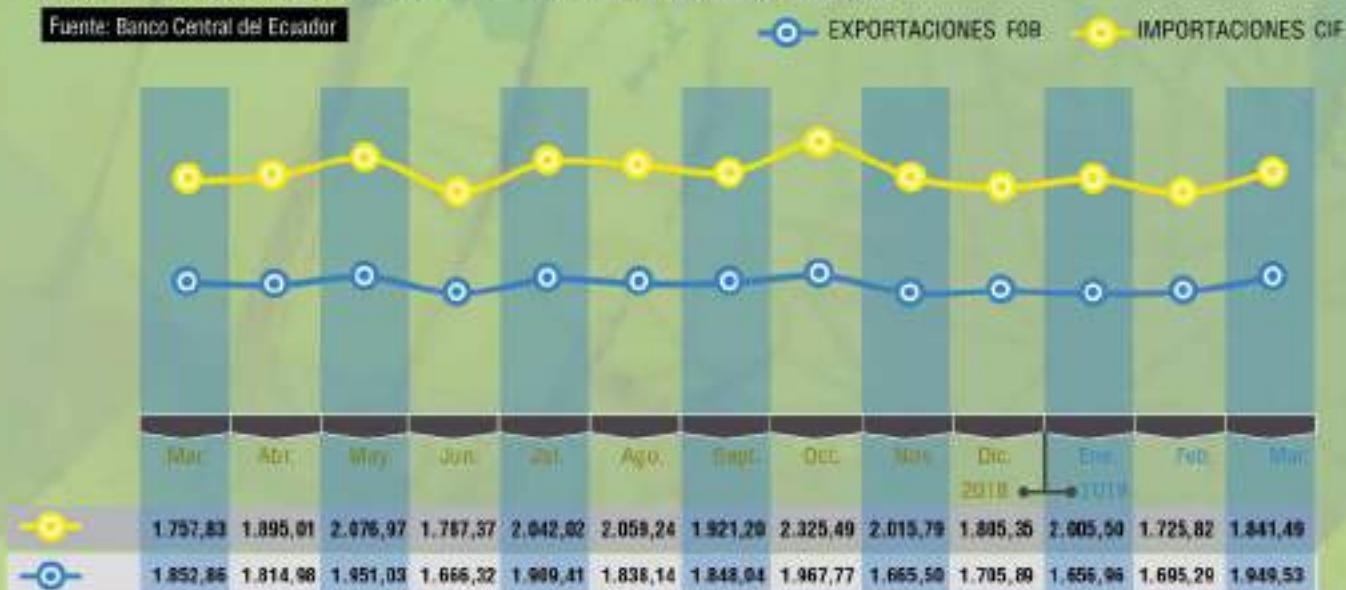 Fuente: Banco Central del Ecuador
EXPORTACIONES FOB IMPORTACIONES CIF
Mar. Abr. May. Jun. Jul. Ago. Sept. Oct. Nov. Dic. Ene. Feb. Mar.
2018 2019
1.757,83 1.895,01 2.076,97 1.787,37 2.042,02 2.059,24 1.921,20 2.325,49 2.015,79 1.805,35 2.005,50 1.725,82 1.841,49
1.852,86 1.814,98 1.951,03 1.666,32 1.909,41 1.838,14 1.848,04 1.967,77 1.665,50 1.705,89 1.656,96 1.695,29 1.949,53